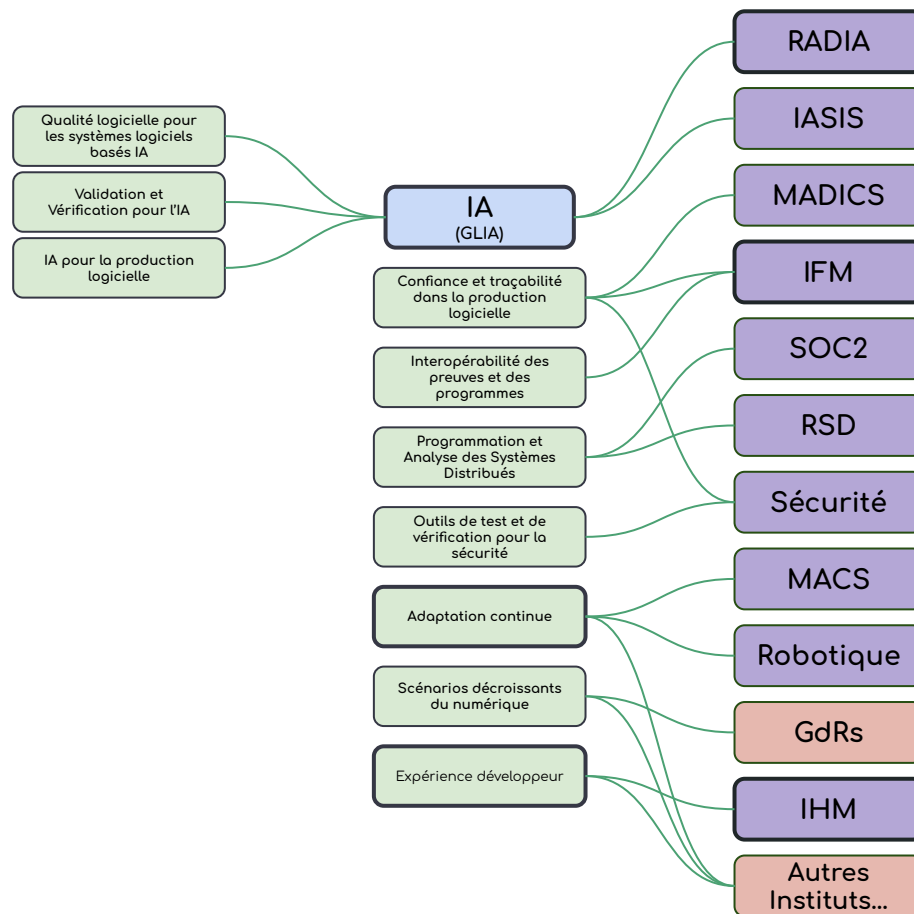 Qualité logicielle pour
les systèmes logiciels
basés IA
Validation et
Vérification pour l'IA
IA pour la production
logicielle
IA
(GLIA)
Confiance et traçabilité
dans la production
logicielle
Interopérabilité des
preuves et des
programmes
Programmation et
Analyse des Systèmes
Distribués
Outils de test et de
vérification pour la
sécurité
Adaptation continue
Scénarios décroissants
du numérique
Expérience développeur
RADIA
IASIS
MADICS
IFM
SOC2
RSD
Sécurité
MACS
Robotique
GdRs
IHM
Autres
Instituts...